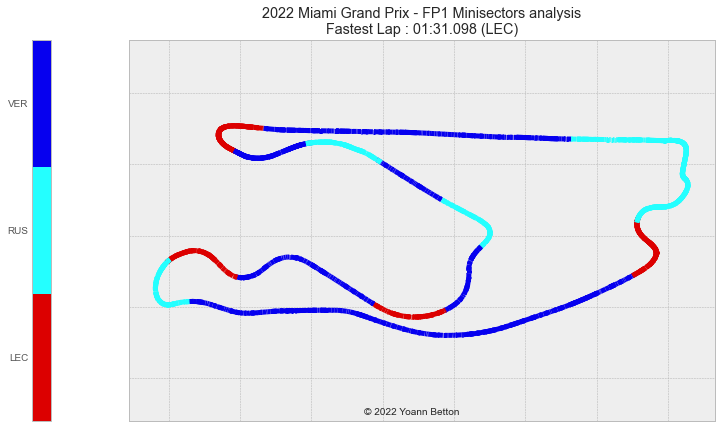 2022 Miami Grand Prix - FP1 Minisectors analysis
Fastest Lap : 01:31.098 (LEC)
VER
RUS
LEC
© 2022 Yoann Betton